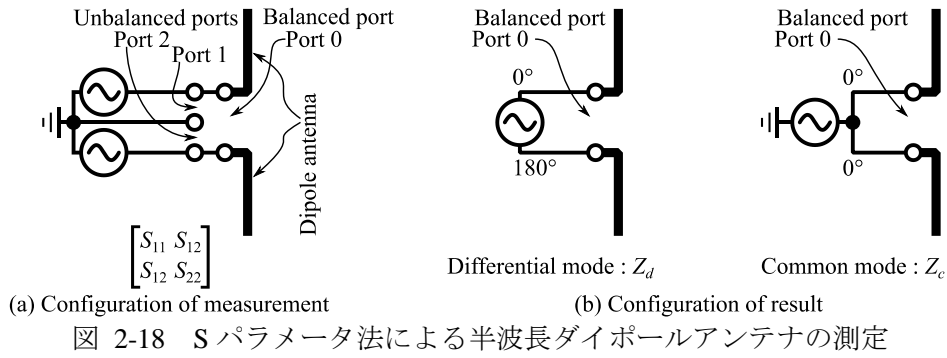 Unbalanced ports
Port 2
Port 1
Balanced port
Port 0
Dipole antenna
[S11 S12
S12 S22]
(a) Configuration of measurement
Balanced port
Port 0
0°
180°
Differential mode : Zd
Balanced port
Port 0
0°
0°
Common mode : Zc
(b) Configuration of result
図 2-18 S パラメータ法による半波長ダイポールアンテナの測定